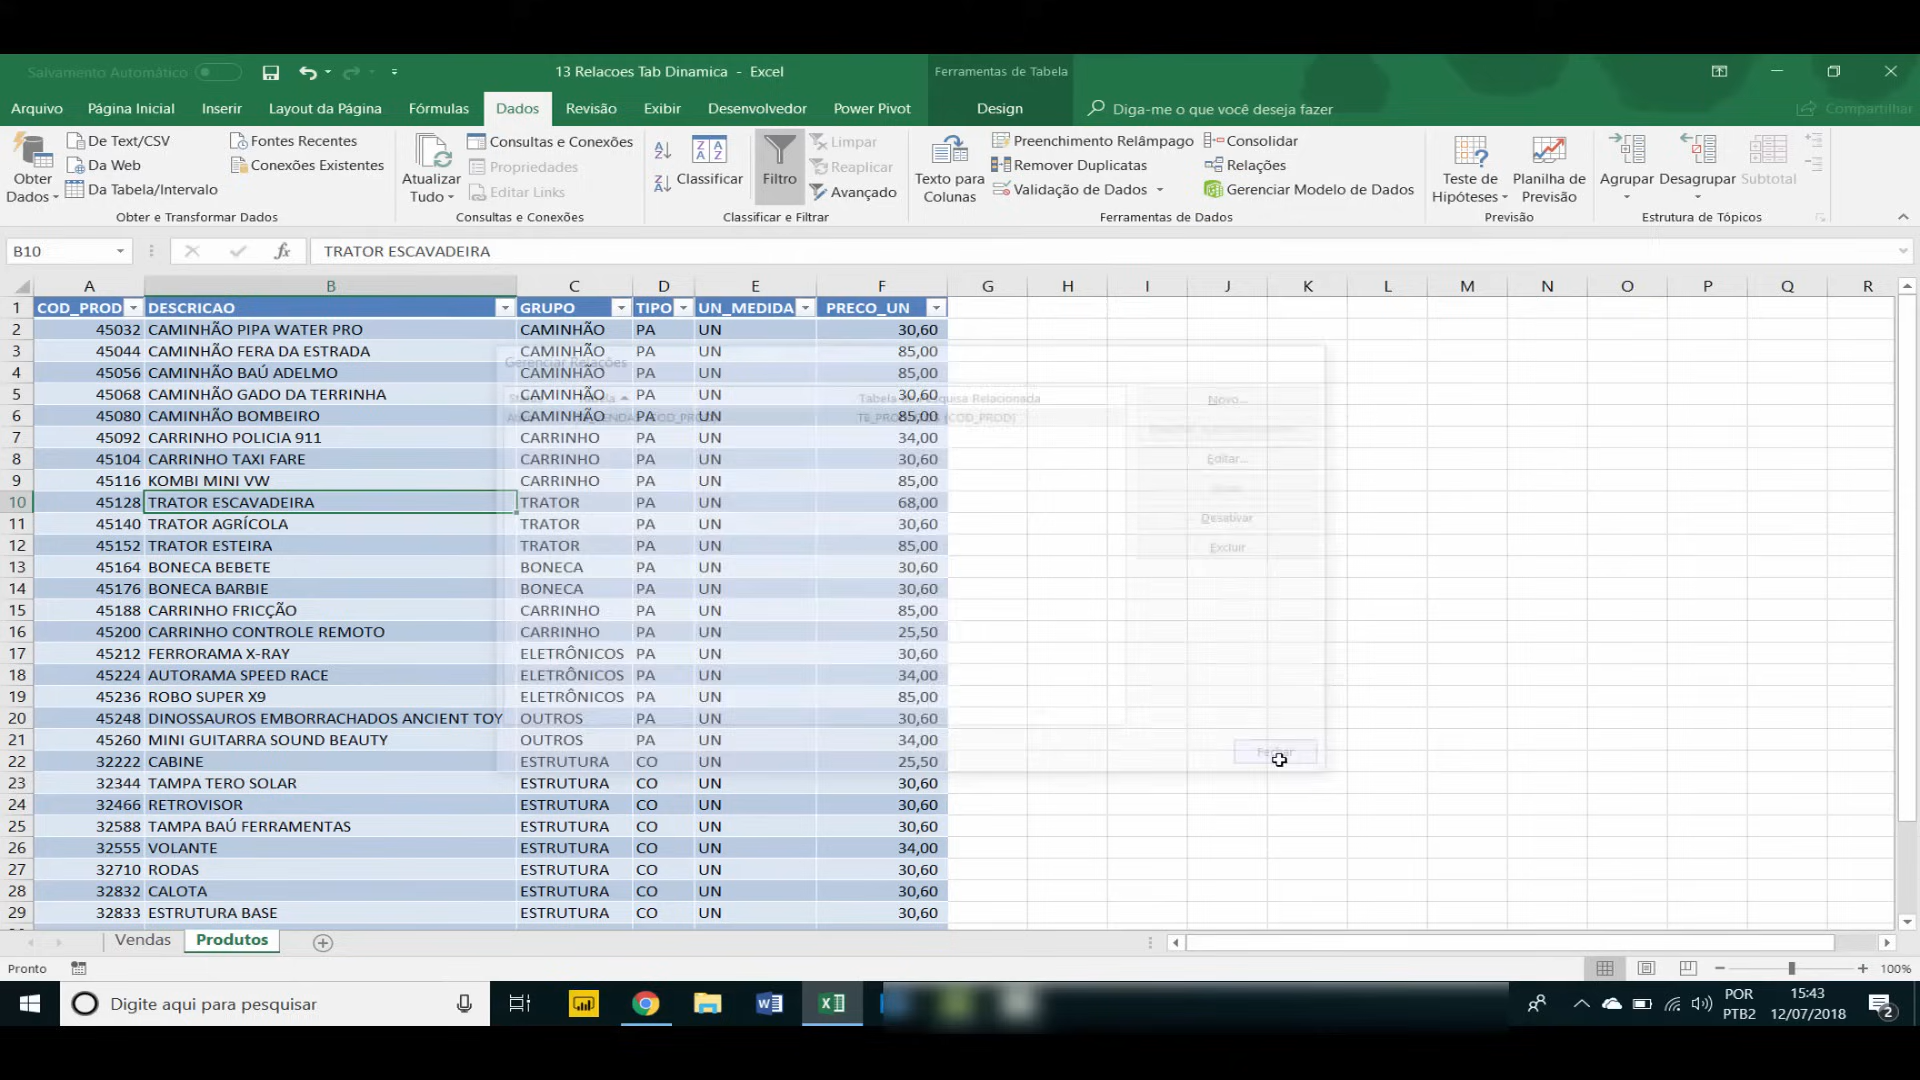 Salvamento Automático
13 Relacoes Tab Dinamica - Excel
Ferramentas de Tabela
Arquivo Página Inicial Inserir Layout da Página Fórmulas Dados Revisão Exibir Desenvolvedor Power Pivot Design Diga-me o que você deseja fazer Compartilhar
Obter Dados
De Text/CSV
Da Web
Da Tabela/Intervalo
Fontes Recentes
Conexões Existentes
Obter e Transformar Dados
Atualizar Tudo
Consultas e Conexões
Propriedades
Editar Links
Consultas e Conexões
Classificar
Filtro
Limpar
Reaplicar
Avançado
Classificar e Filtrar
Texto para Colunas
Preenchimento Relâmpago
Remover Duplicatas
Validação de Dados
Consolidar
Relações
Gerenciar Modelo de Dados
Ferramentas de Dados
Teste de Hipóteses
Planilha de Previsão
Previsão
Agrupar
Desagrupar
Subtotal
Estrutura de Tópicos
B10 fx TRATOR ESCAVADEIRA
A B C D E F G H I J K L M N O P Q R
1 COD_PROD DESCRICAO GRUPO TIPO UN_MEDIDA PRECO_UN
2 45032 CAMINHÃO PIPA WATER PRO CAMINHÃO PA UN 30,60
3 45044 CAMINHÃO FERA DA ESTRADA CAMINHÃO PA UN 85,00
4 45056 CAMINHÃO BAÚ ADELMO CAMINHÃO PA UN 85,00
5 45068 CAMINHÃO GADO DA TERRINHA CAMINHÃO PA UN 30,60
6 45080 CAMINHÃO BOMBEIRO CAMINHÃO PA UN 85,00
7 45092 CARRINHO POLICIA 911 CARRINHO PA UN 34,00
8 45104 CARRINHO TAXI FARE CARRINHO PA UN 30,60
9 45116 KOMBI MINI VW CARRINHO PA UN 85,00
10 45128 TRATOR ESCAVADEIRA TRATOR PA UN 68,00
11 45140 TRATOR AGRÍCOLA TRATOR PA UN 30,60
12 45152 TRATOR ESTEIRA TRATOR PA UN 85,00
13 45164 BONECA BEBETE BONECA PA UN 30,60
14 45176 BONECA BARBIE BONECA PA UN 30,60
15 45188 CARRINHO FRICÇÃO CARRINHO PA UN 85,00
16 45200 CARRINHO CONTROLE REMOTO CARRINHO PA UN 25,50
17 45212 FERRORAMA X-RAY ELETRÔNICOS PA UN 30,60
18 45224 AUTORAMA SPEED RACE ELETRÔNICOS PA UN 34,00
19 45236 ROBO SUPER X9 ELETRÔNICOS PA UN 85,00
20 45248 DINOSSAUROS EMBORRACHADOS ANCIENT TOY OUTROS PA UN 30,60
21 45260 MINI GUITARRA SOUND BEAUTY OUTROS PA UN 34,00
22 32222 CABINE ESTRUTURA CO UN 25,50
23 32344 TAMPA TERO SOLAR ESTRUTURA CO UN 30,60
24 32466 RETROVISOR ESTRUTURA CO UN 30,60
25 32588 TAMPA BAÚ FERRAMENTAS ESTRUTURA CO UN 30,60
26 32555 VOLANTE ESTRUTURA CO UN 34,00
27 32710 RODAS ESTRUTURA CO UN 30,60
28 32832 CALOTA ESTRUTURA CO UN 30,60
29 32833 ESTRUTURA BASE ESTRUTURA CO UN 30,60
Gerenciar Relações
Tabela de Pesquisa Relacionada
(COD_PROD)
Novo...
Editar...
Desativar
Excluir
Fechar
Vendas Produtos
Pronto 100%
Digite aqui para pesquisar
POR
PTB2
15:43
12/07/2018
2